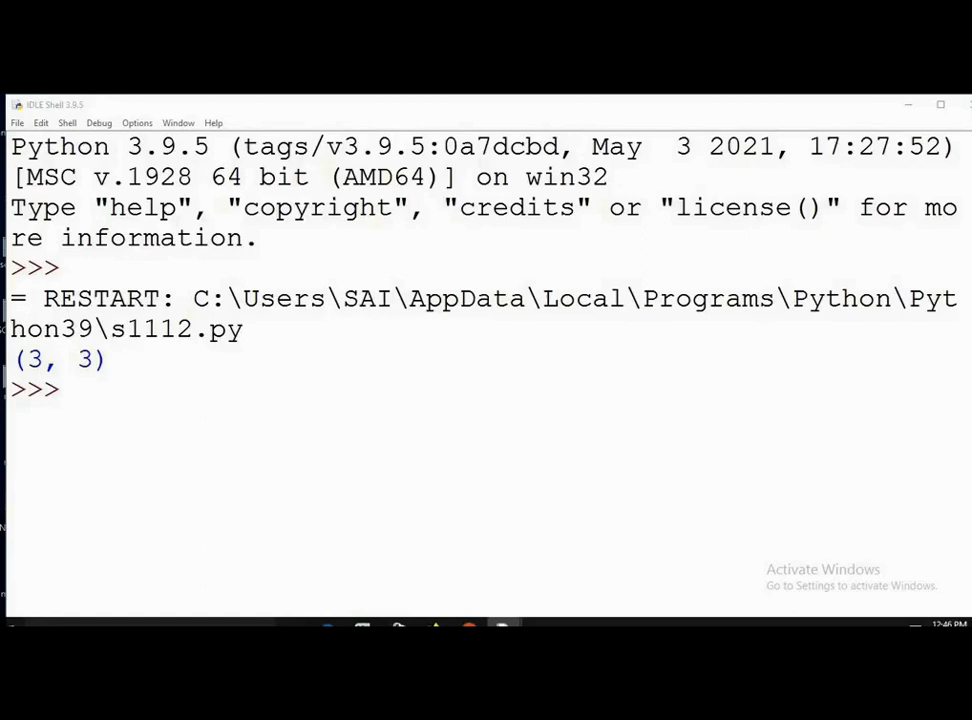 IDLE Shell 3.9.5
File Edit Shell Debug Options Window Help
Python 3.9.5 (tags/v3.9.5:0a7dcbd, May  3 2021, 17:27:52)
[MSC v.1928 64 bit (AMD64)] on win32
Type "help", "copyright", "credits" or "license()" for mo
re information.
>>>
= RESTART: C:\Users\SAI\AppData\Local\Programs\Python\Pyt
hon39\s1112.py
(3, 3)
>>>
Activate Windows
Go to Settings to activate Windows.
12:46 PM